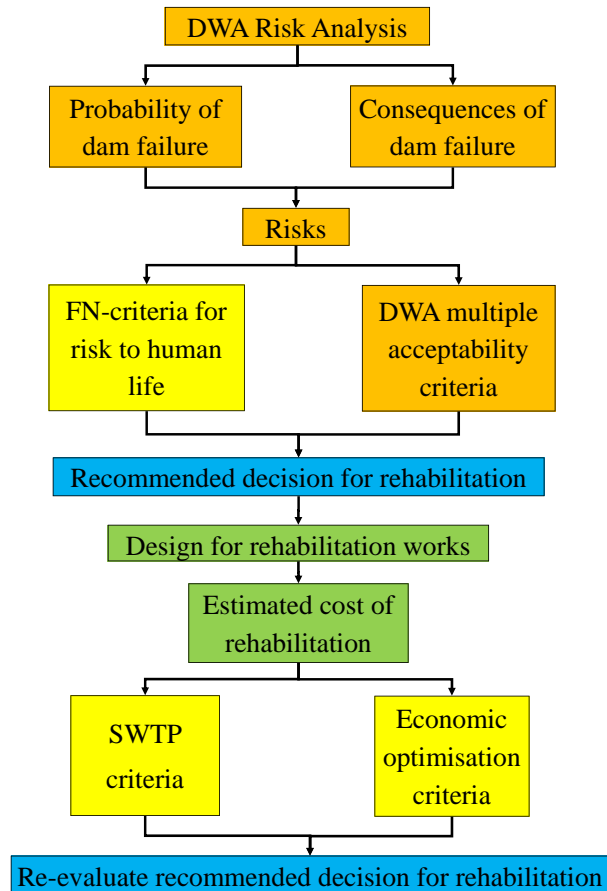 DWA Risk Analysis
Probability of
dam failure
Consequences of
dam failure
Risks
FN-criteria for
risk to human
life
DWA multiple
acceptability
criteria
Recommended decision for rehabilitation
Design for rehabilitation works
Estimated cost of
rehabilitation
SWTP
criteria
Economic
optimisation
criteria
Re-evaluate recommended decision for rehabilitation